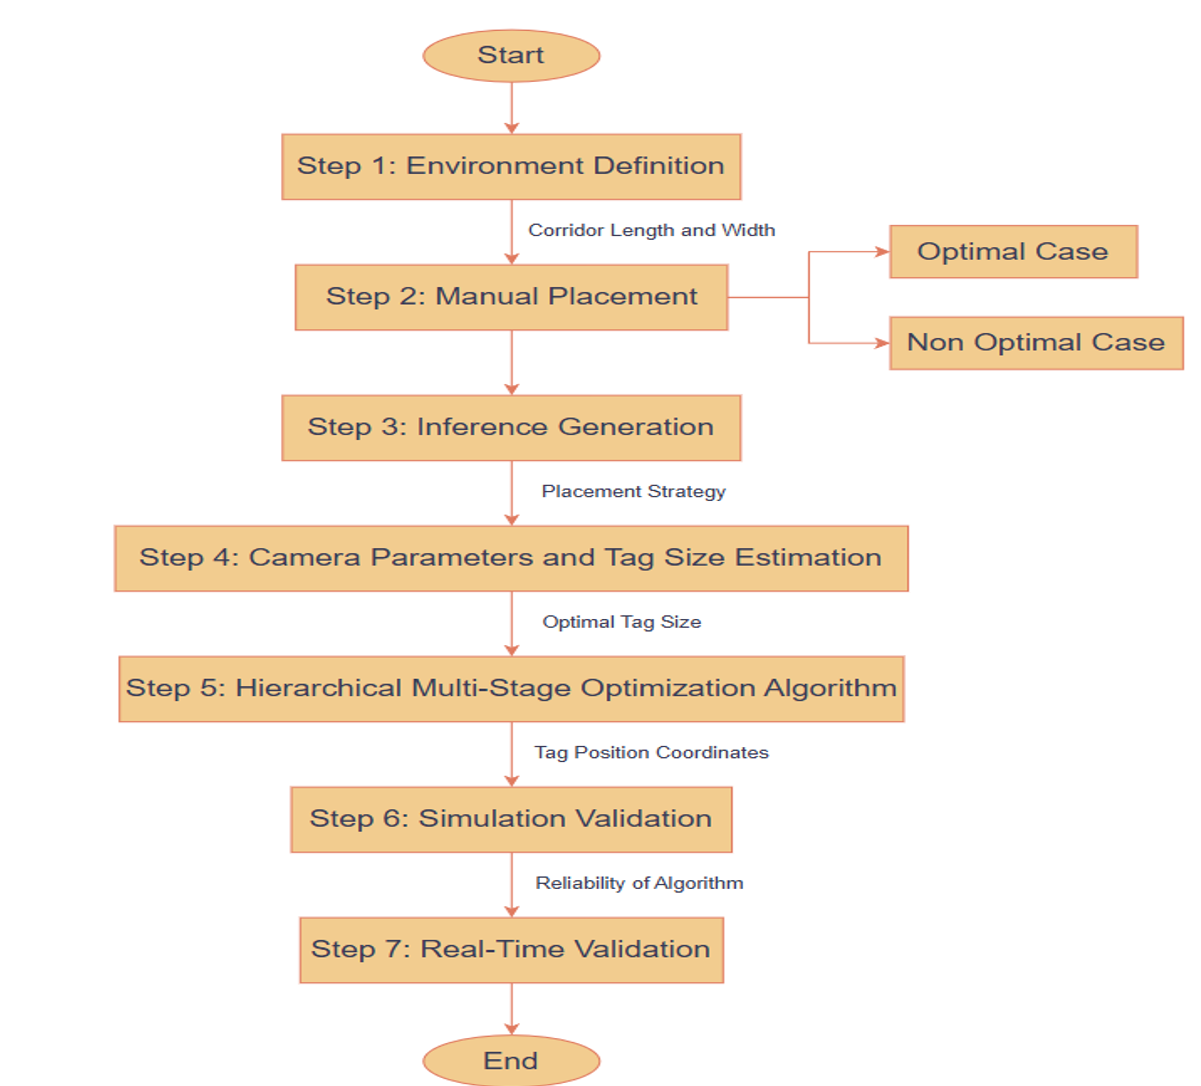 Start
Step 1: Environment Definition
Corridor Length and Width
Step 2: Manual Placement
Optimal Case
Non Optimal Case
Step 3: Inference Generation
Placement Strategy
Step 4: Camera Parameters and Tag Size Estimation
Optimal Tag Size
Step 5: Hierarchical Multi-Stage Optimization Algorithm
Tag Position Coordinates
Step 6: Simulation Validation
Reliability of Algorithm
Step 7: Real-Time Validation
End